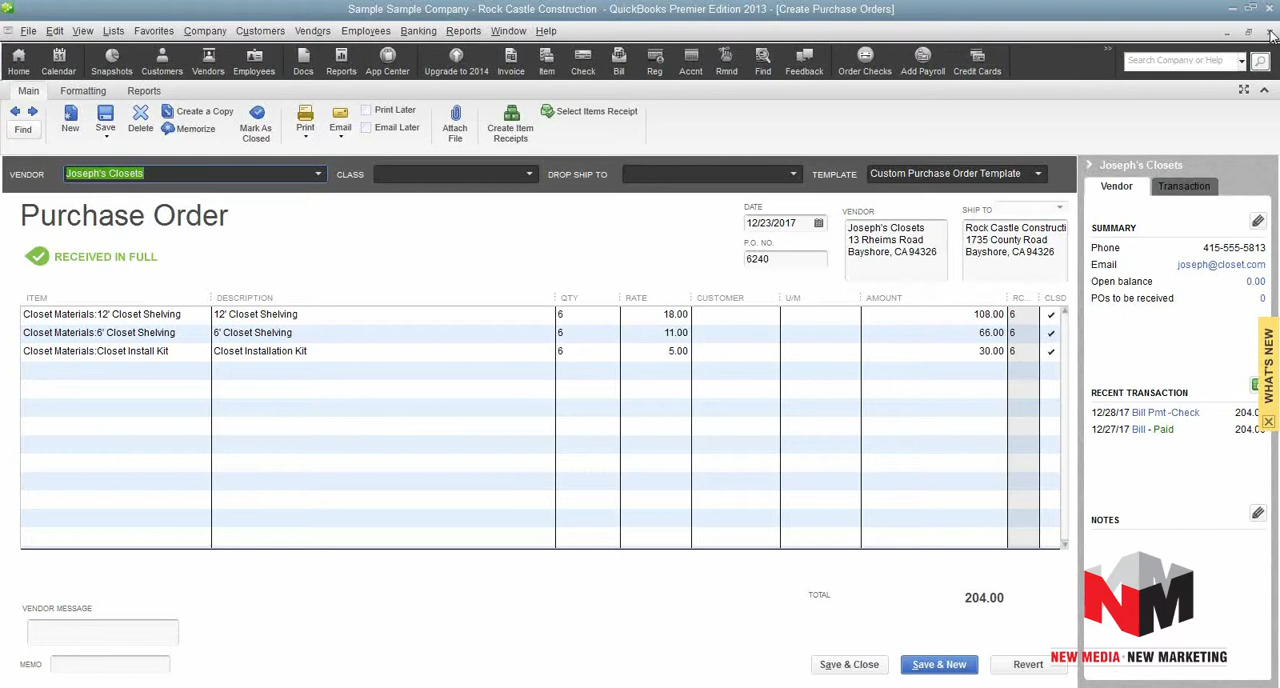 Sample Sample Company - Rock Castle Construction - QuickBooks Premier Edition 2013 - [Create Purchase Orders]
File Edit View Lists Favorites Company Customers Vendors Employees Banking Reports Window Help
Home Calendar Snapshots Customers Vendors Employees Docs Reports App Center Upgrade to 2014 Invoice Item Check Bill Reg Accnt Rmnd Find Feedback Order Checks Add Payroll Credit Cards
Search Company or Help
Main Formatting Reports
Find New Save Delete Create a Copy
Memorize
Mark As Closed
Print Email
Print Later
Email Later
Attach File
Create Item Receipts
Select Items Receipt
VENDOR Joseph's Closets CLASS DROP SHIP TO TEMPLATE Custom Purchase Order Template
Purchase Order
RECEIVED IN FULL
DATE
12/23/2017
P.O. NO.
6240
VENDOR
Joseph's Closets
13 Rheims Road
Bayshore, CA 94326
SHIP TO
Rock Castle Constructi
1735 County Road
Bayshore, CA 94326
ITEM DESCRIPTION QTY RATE CUSTOMER U/M AMOUNT RC... CLSD
Closet Materials:12' Closet Shelving 12' Closet Shelving 6 18.00 108.00 6 ✔
Closet Materials:6' Closet Shelving 6' Closet Shelving 6 11.00 66.00 6 ✔
Closet Materials:Closet Install Kit Closet Installation Kit 6 5.00 30.00 6 ✔
TOTAL 204.00
VENDOR MESSAGE
MEMO
Save & Close Save & New Revert
Joseph's Closets
Vendor Transaction
SUMMARY
Phone 415-555-5813
Email joseph@closet.com
Open balance 0.00
POs to be received 0
WHAT'S NEW
RECENT TRANSACTION
12/28/17 Bill Pmt -Check 204.0
12/27/17 Bill - Paid 204.0
NOTES
NM
NEW MEDIA · NEW MARKETING